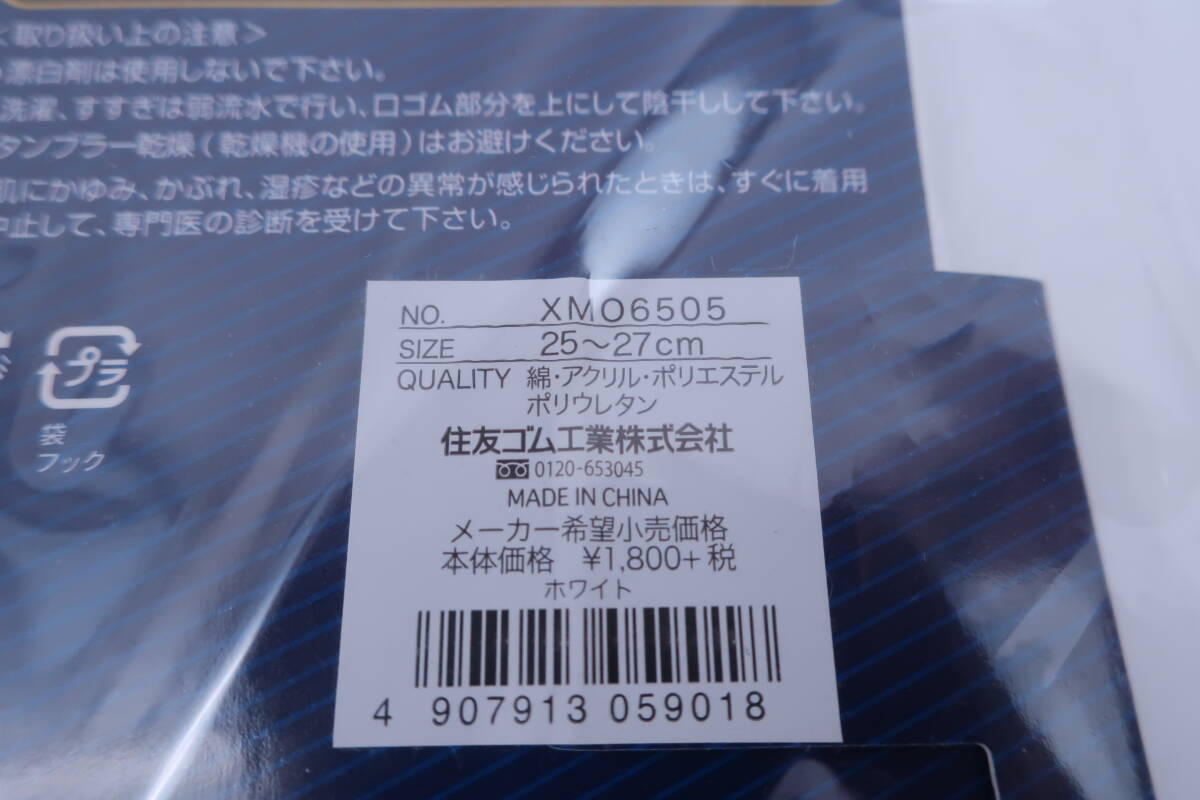 <取り扱い上の注意>
漂白剤は使用しないで下さい。
洗濯、すすぎは弱流水で行い、口ゴム部分を上にして陰干しして下さい。
タンブラー乾燥(乾燥機の使用)はお避けください。
肌にかゆみ、かぶれ、湿疹などの異常が感じられたときは、すぐに着用
中止して、専門医の診断を受けて下さい。
プラ
袋
フック
NO. XMO6505
SIZE 25～27cm
QUALITY 綿・アクリル・ポリエステル
ポリウレタン
住友ゴム工業株式会社
0120-653045
MADE IN CHINA
メーカー希望小売価格
本体価格 ¥1,800+税
ホワイト
4 907913 059018